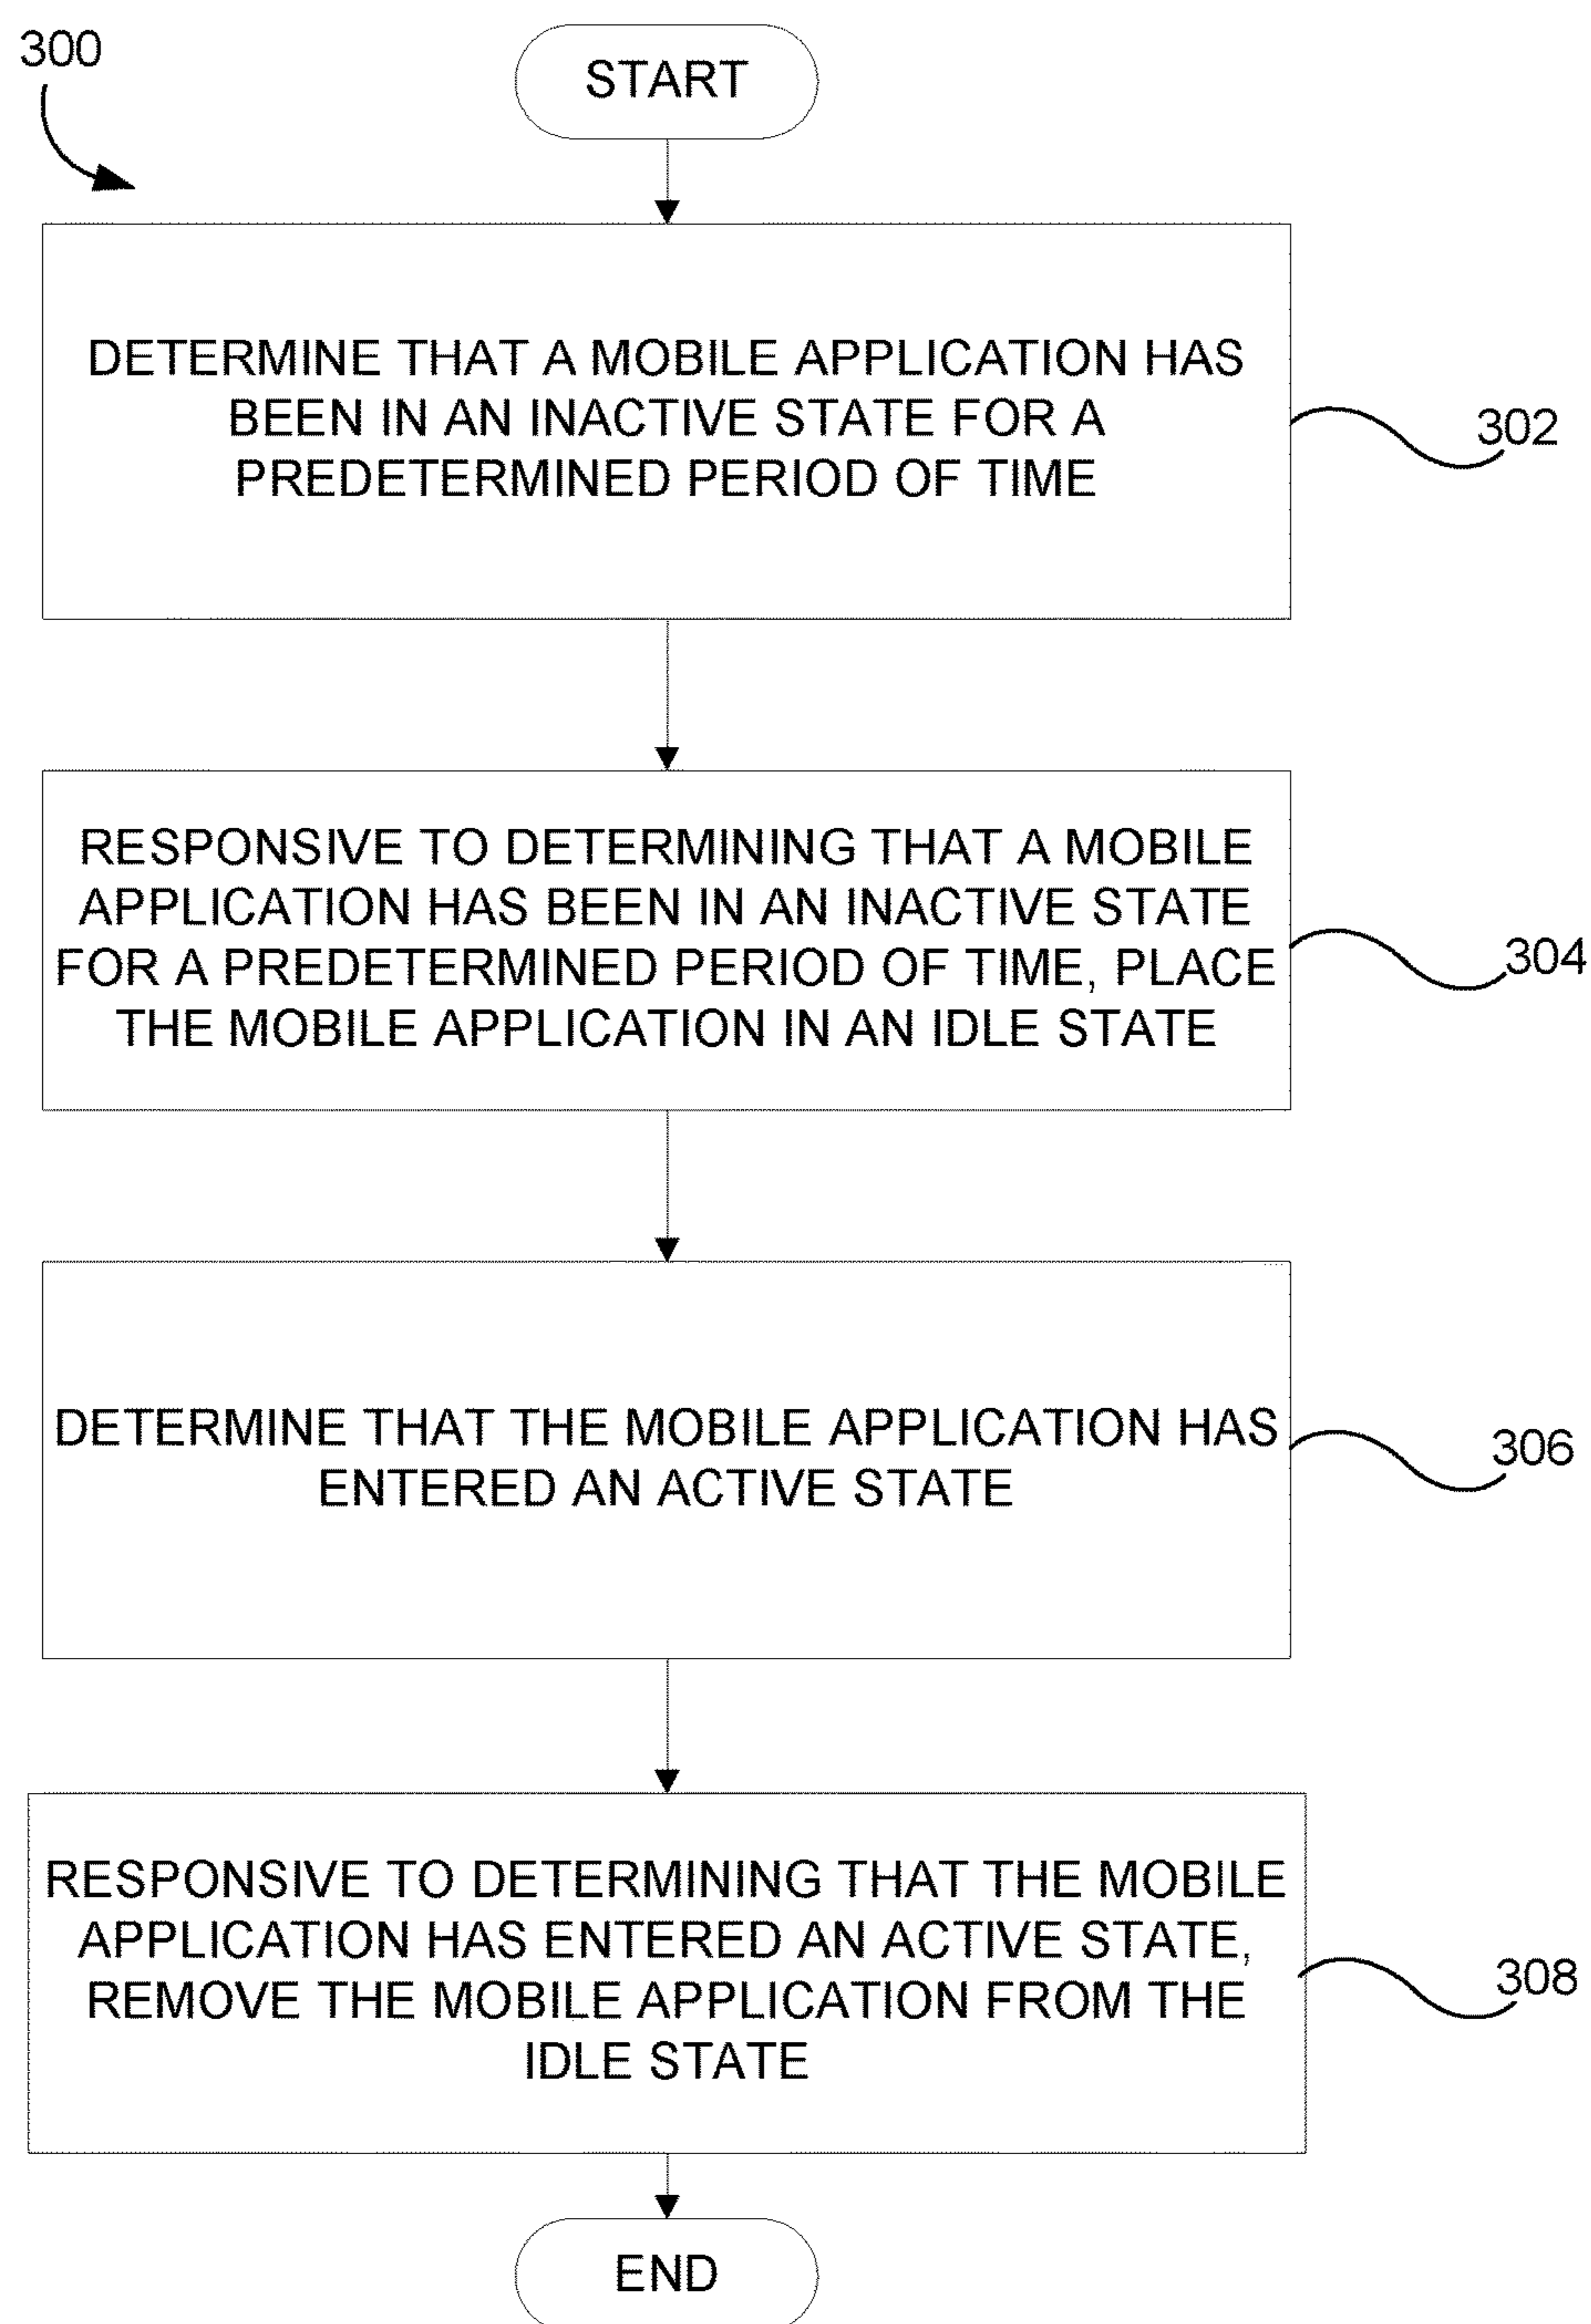 300
START
DETERMINE THAT A MOBILE APPLICATION HAS
BEEN IN AN INACTIVE STATE FOR A
PREDETERMINED PERIOD OF TIME
302
RESPONSIVE TO DETERMINING THAT A MOBILE
APPLICATION HAS BEEN IN AN INACTIVE STATE
FOR A PREDETERMINED PERIOD OF TIME, PLACE
THE MOBILE APPLICATION IN AN IDLE STATE
304
DETERMINE THAT THE MOBILE APPLICATION HAS
ENTERED AN ACTIVE STATE
306
RESPONSIVE TO DETERMINING THAT THE MOBILE
APPLICATION HAS ENTERED AN ACTIVE STATE,
REMOVE THE MOBILE APPLICATION FROM THE
IDLE STATE
308
END